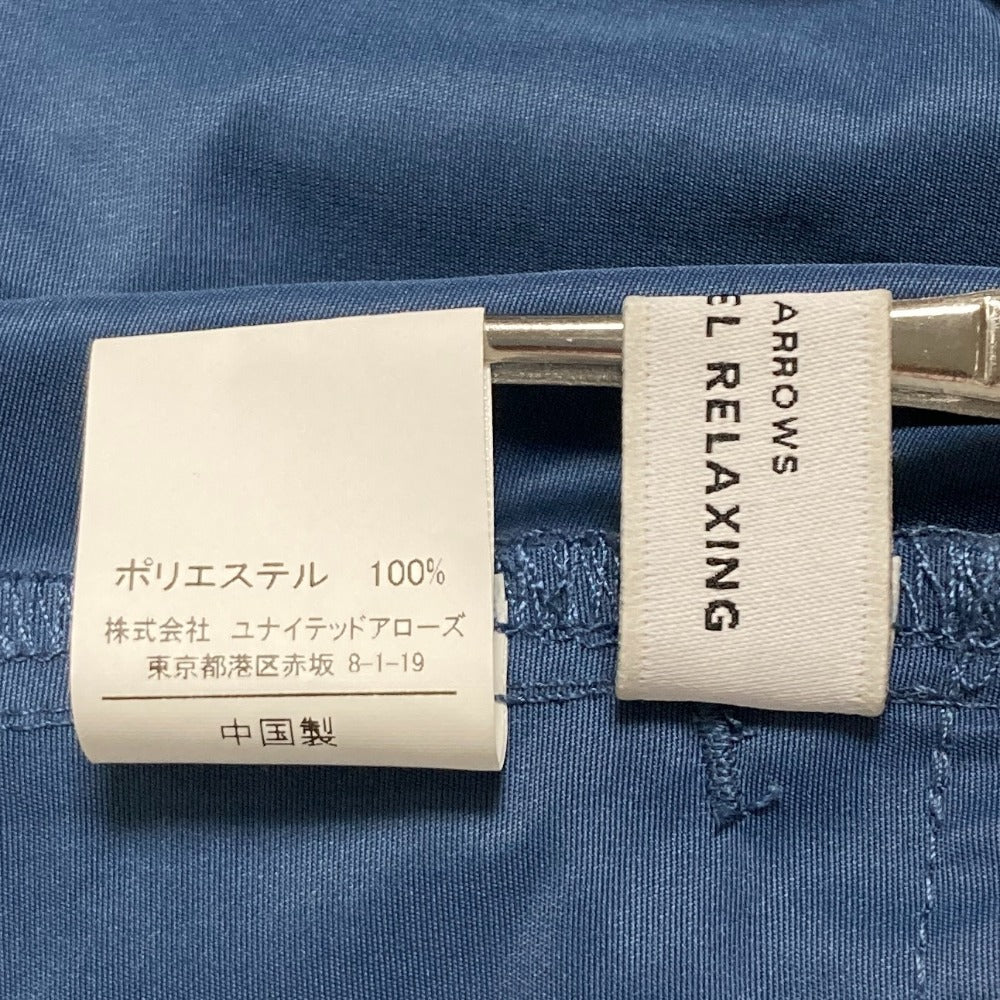 ポリエステル 100%
株式会社 ユナイテッドアローズ
東京都港区赤坂 8-1-19
中国製
ARROWS
EL RELAXING